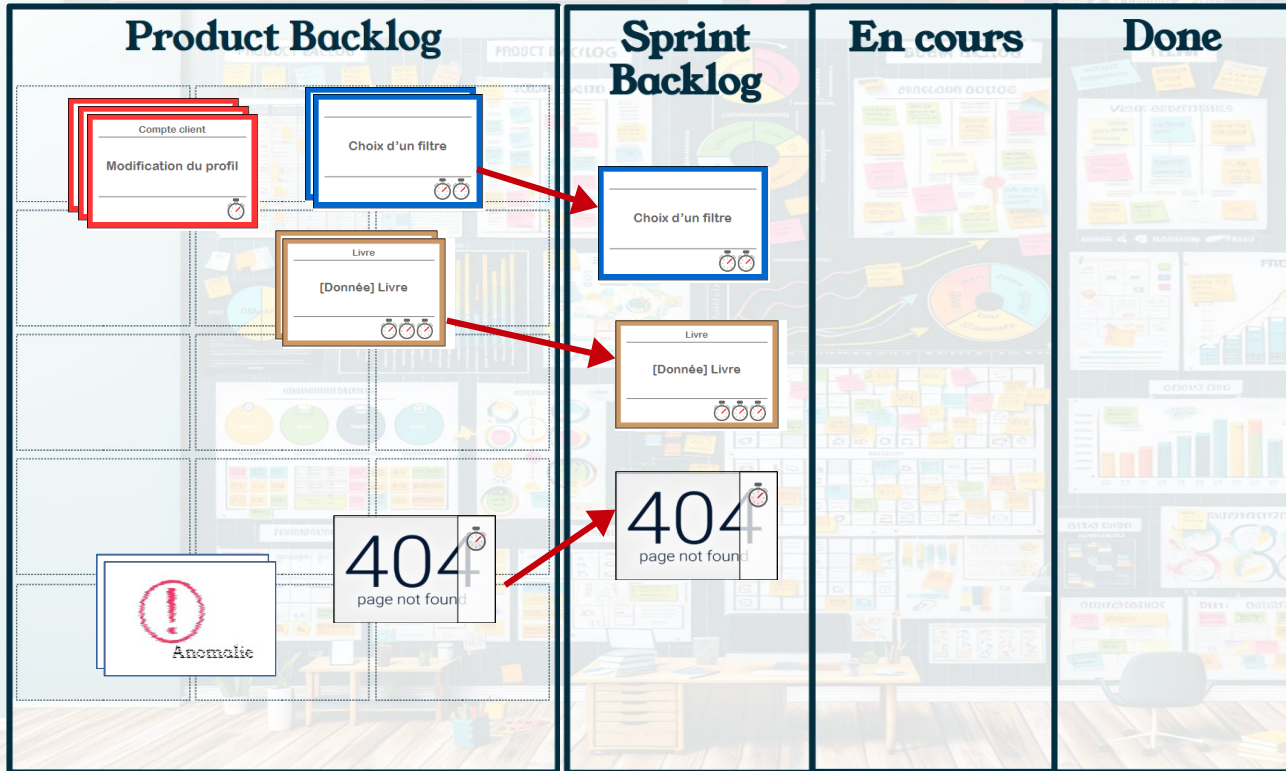 Product Backlog
Sprint
Backlog
En cours
Done
Compte client
Modification du profil
Choix d'un filtre
Livre
[Donnée] Livre
404
page not found
Anomalie
Choix d'un filtre
Livre
[Donnée] Livre
404
page not found